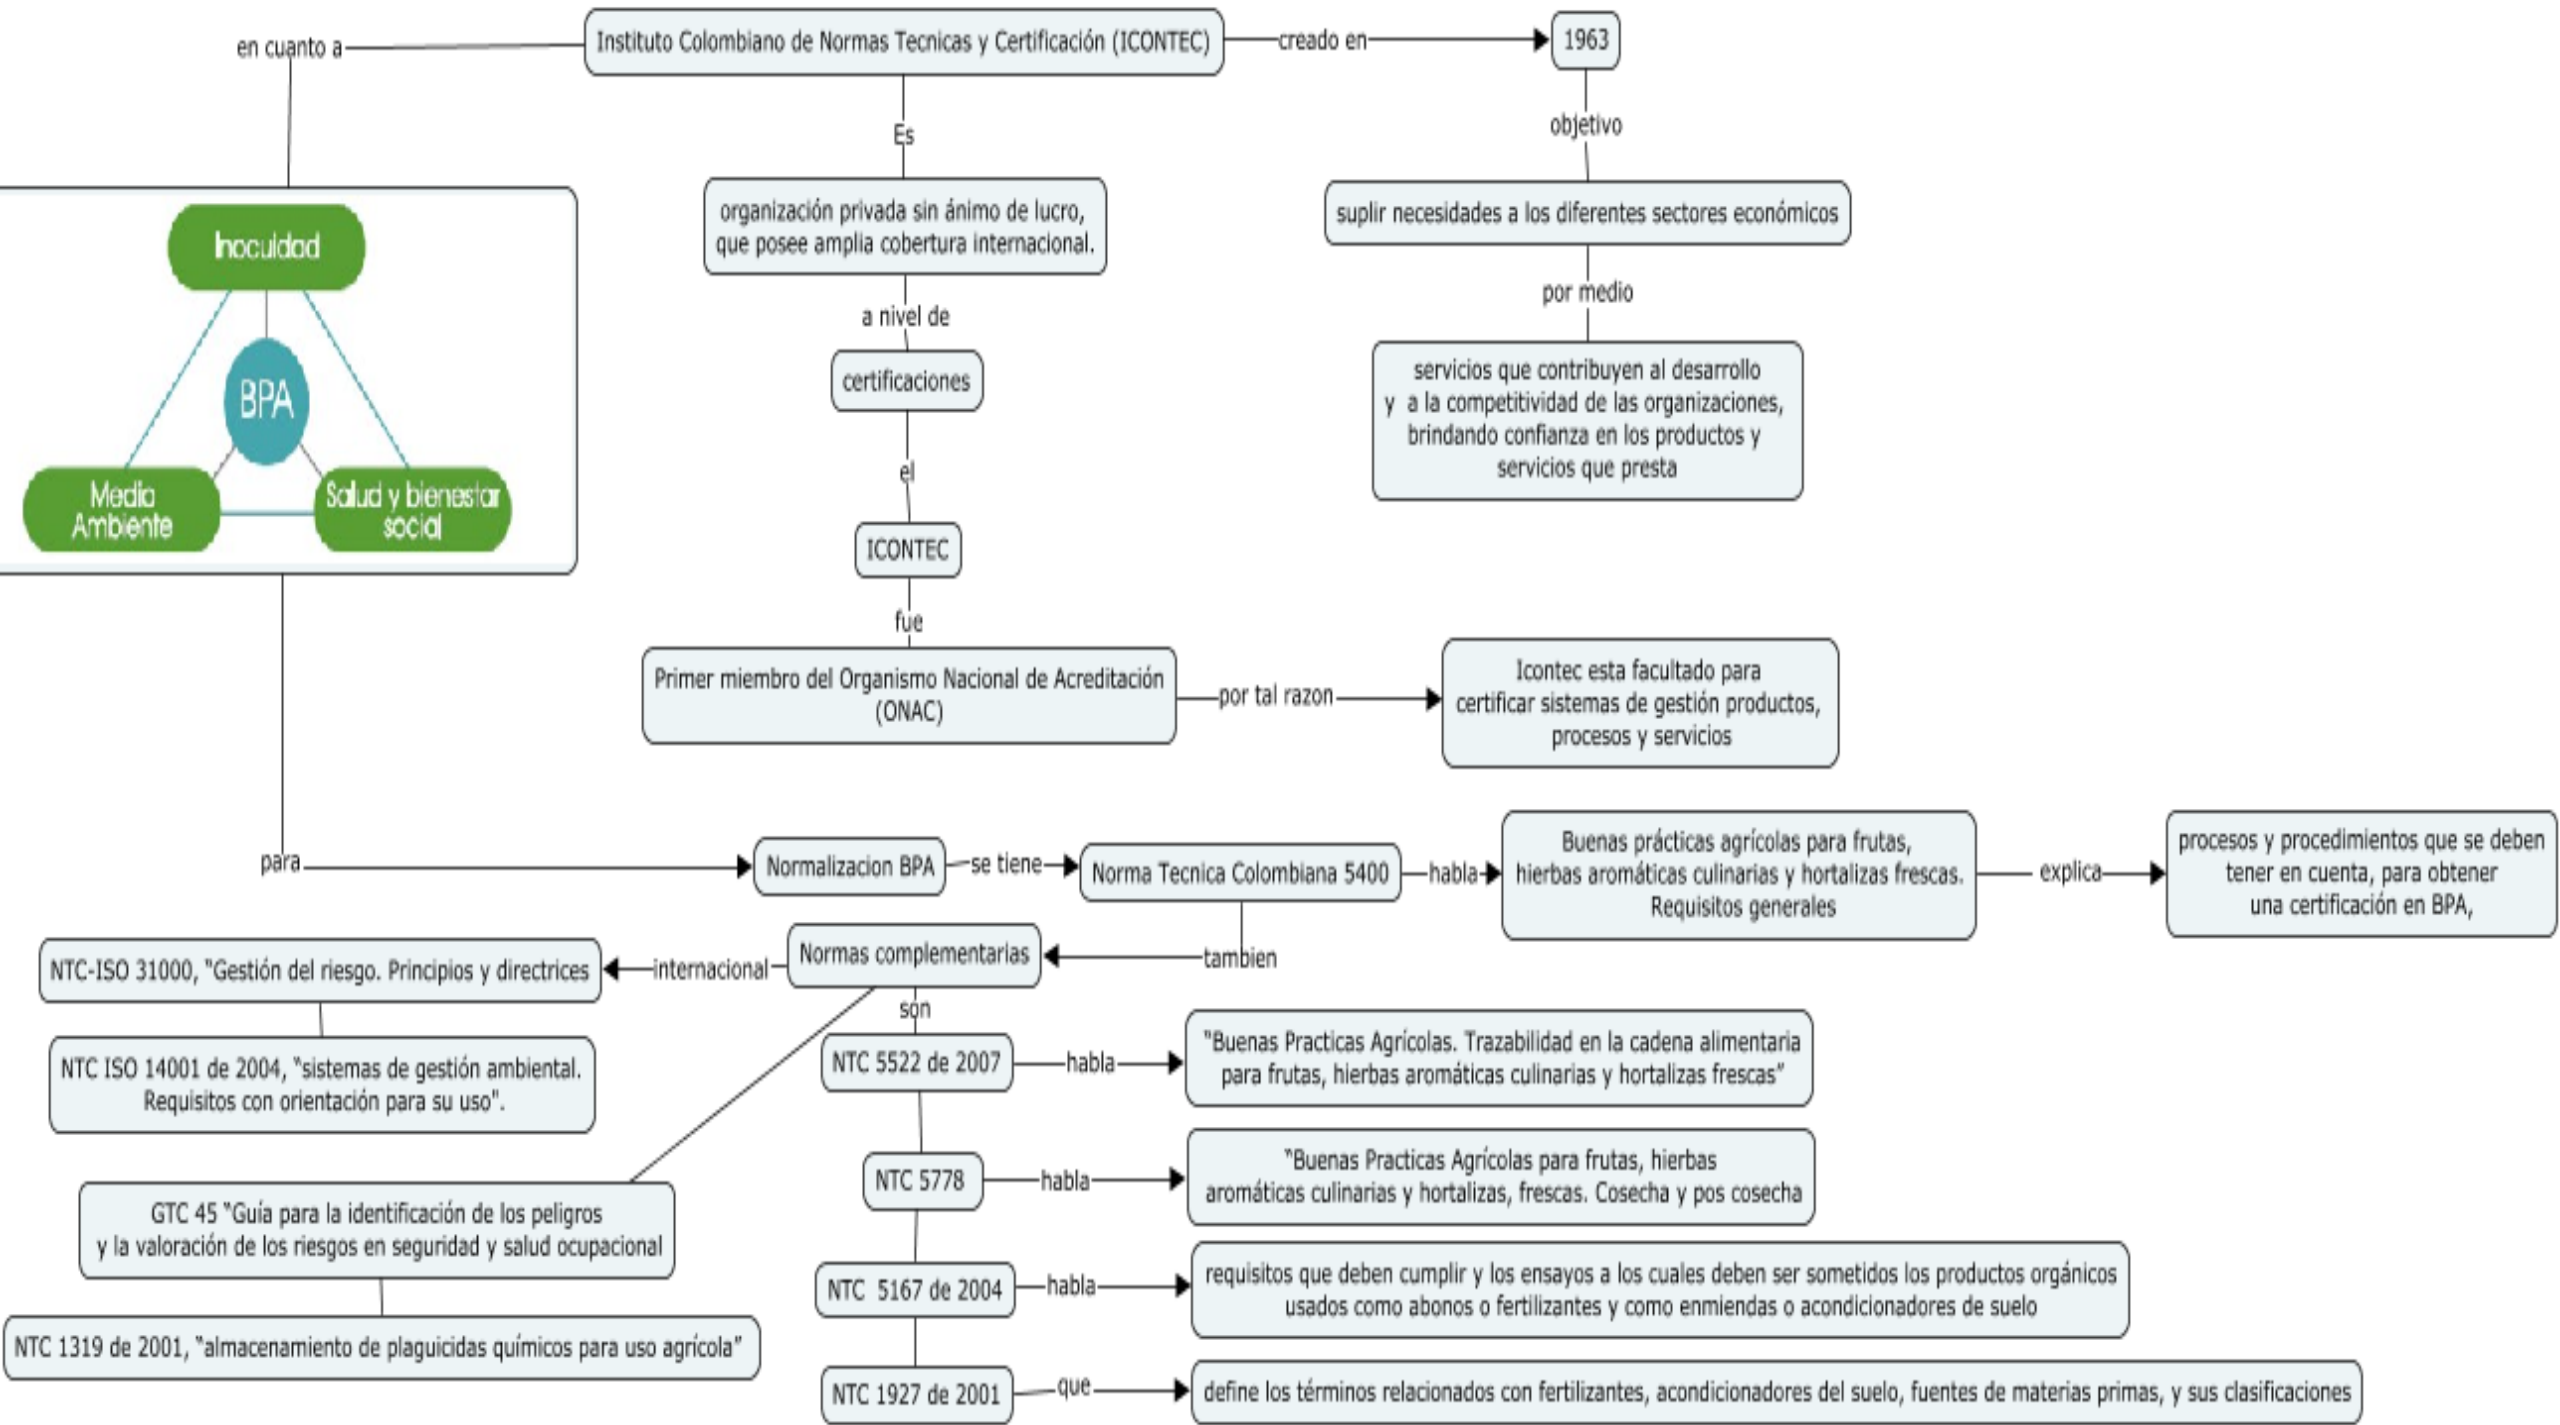 en cuanto a
Instituto Colombiano de Normas Tecnicas y Certificación (ICONTEC)
creado en
1963
Es
objetivo
organización privada sin ánimo de lucro,
que posee amplia cobertura internacional.
suplir necesidades a los diferentes sectores económicos
Inocuidad
BPA
Medio
Ambiente
Salud y bienestar
social
a nivel de
por medio
certificaciones
servicios que contribuyen al desarrollo
y a la competitividad de las organizaciones,
brindando confianza en los productos y
servicios que presta
el
ICONTEC
fue
Primer miembro del Organismo Nacional de Acreditación
(ONAC)
por tal razon
Icontec esta facultado para
certificar sistemas de gestión productos,
procesos y servicios
para
Normalizacion BPA
se tiene
Norma Tecnica Colombiana 5400
habla
Buenas prácticas agrícolas para frutas,
hierbas aromáticas culinarias y hortalizas frescas.
Requisitos generales
explica
procesos y procedimientos que se deben
tener en cuenta, para obtener
una certificación en BPA,
tambien
Normas complementarias
internacional
NTC-ISO 31000, "Gestión del riesgo. Principios y directrices
NTC ISO 14001 de 2004, "sistemas de gestión ambiental.
Requisitos con orientación para su uso".
son
NTC 5522 de 2007
habla
"Buenas Practicas Agrícolas. Trazabilidad en la cadena alimentaria
para frutas, hierbas aromáticas culinarias y hortalizas frescas"
NTC 5778
habla
"Buenas Practicas Agrícolas para frutas, hierbas
aromáticas culinarias y hortalizas, frescas. Cosecha y pos cosecha
GTC 45 "Guía para la identificación de los peligros
y la valoración de los riesgos en seguridad y salud ocupacional
NTC 5167 de 2004
habla
requisitos que deben cumplir y los ensayos a los cuales deben ser sometidos los productos orgánicos
usados como abonos o fertilizantes y como enmiendas o acondicionadores de suelo
NTC 1319 de 2001, "almacenamiento de plaguicidas químicos para uso agrícola"
NTC 1927 de 2001
que
define los términos relacionados con fertilizantes, acondicionadores del suelo, fuentes de materias primas, y sus clasificaciones